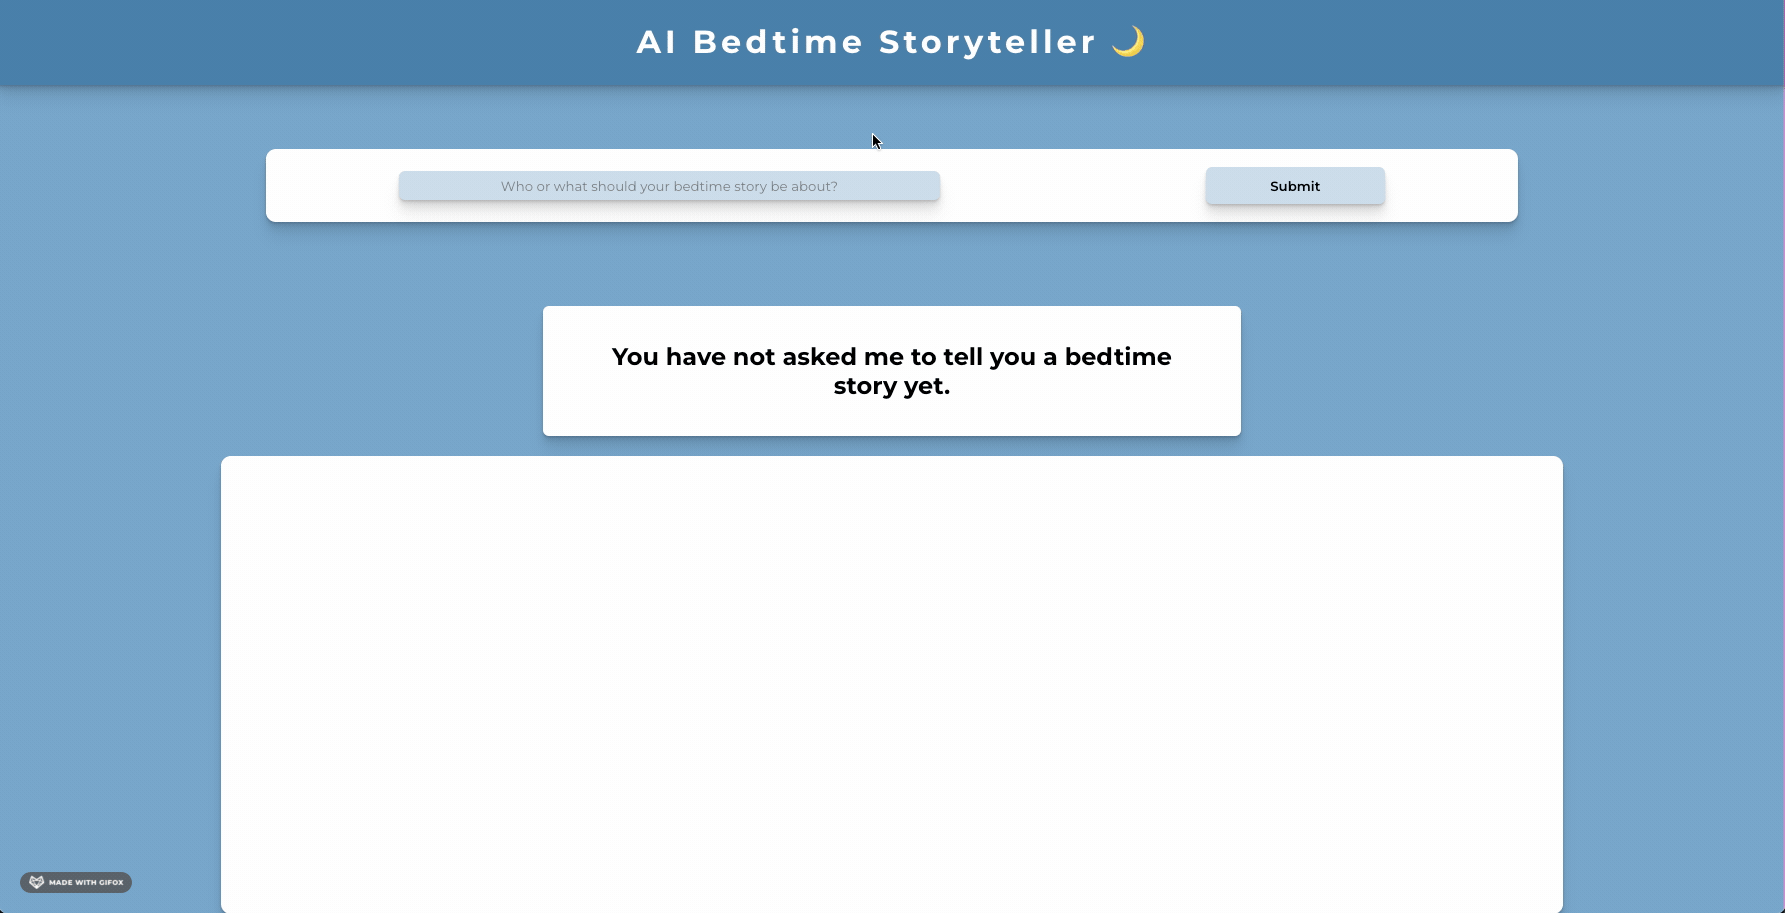 AI Bedtime Storyteller 🌙
Who or what should your bedtime story be about?
Submit
You have not asked me to tell you a bedtime
story yet.
MADE WITH GIFOX